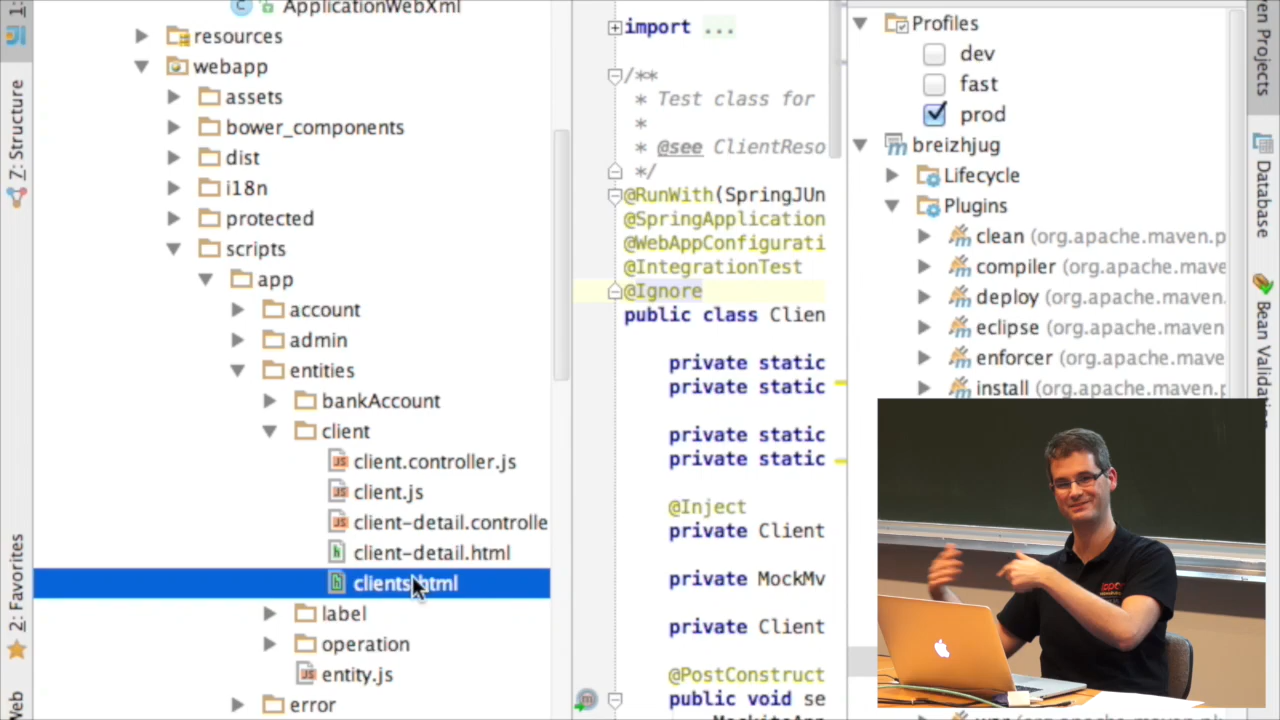 1:
Z: Structure
2: Favorites
Web
ApplicationWebXml
resources
webapp
assets
bower_components
dist
i18n
protected
scripts
app
account
admin
entities
bankAccount
client
client.controller.js
client.js
client-detail.controlle
client-detail.html
clients.html
label
operation
entity.js
error
import ...
/**
* Test class for
*
* @see ClientReso
*/
@RunWith(SpringJUn
@SpringApplication
@WebAppConfigurati
@IntegrationTest
@Ignore
public class Clien
private static
private static
private static
private static
@Inject
private Client
private MockMv
private Client
@PostConstruct
public void se
Profiles
dev
fast
prod
breizhjug
Lifecycle
Plugins
clean (org.apache.maven.p
compiler (org.apache.maven
deploy (org.apache.maven.
eclipse (org.apache.maven
enforcer (org.apache.maven
install (org.apache.maven.p
ven Projects
Database
Bean Validatio